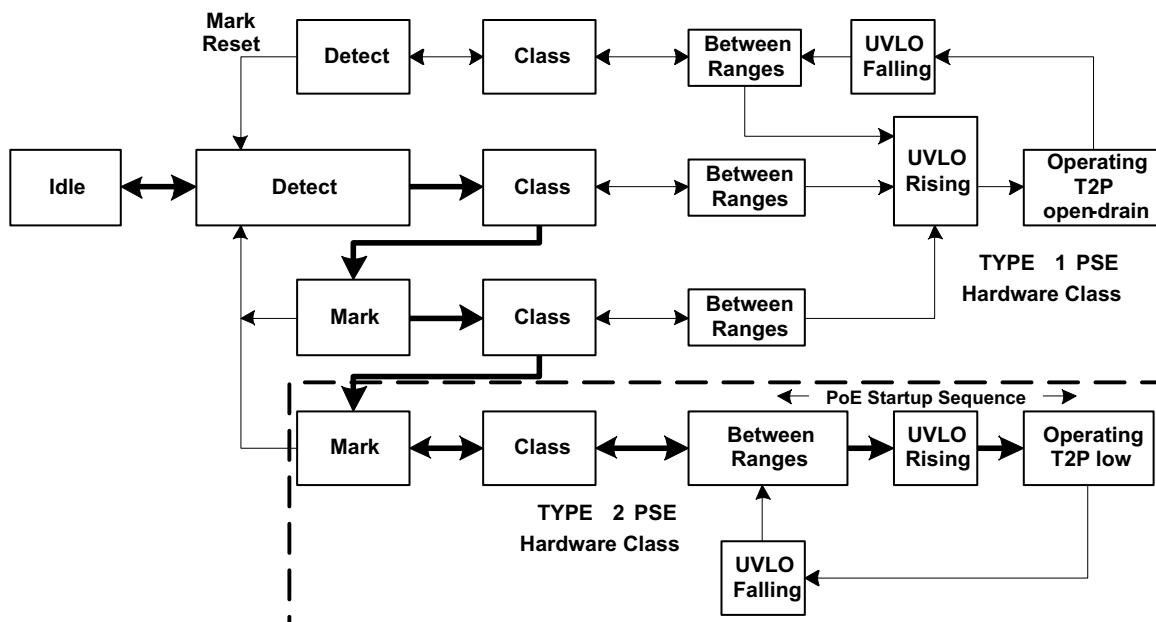 Mark
Reset
Detect
Class
Between
Ranges
UVLO
Falling
Idle
Detect
Class
Between
Ranges
UVLO
Rising
Operating
T2P
open-drain
TYPE 1 PSE
Hardware Class
Mark
Class
Between
Ranges
PoE Startup Sequence
Mark
Class
Between
Ranges
UVLO
Rising
Operating
T2P low
TYPE 2 PSE
Hardware Class
UVLO
Falling